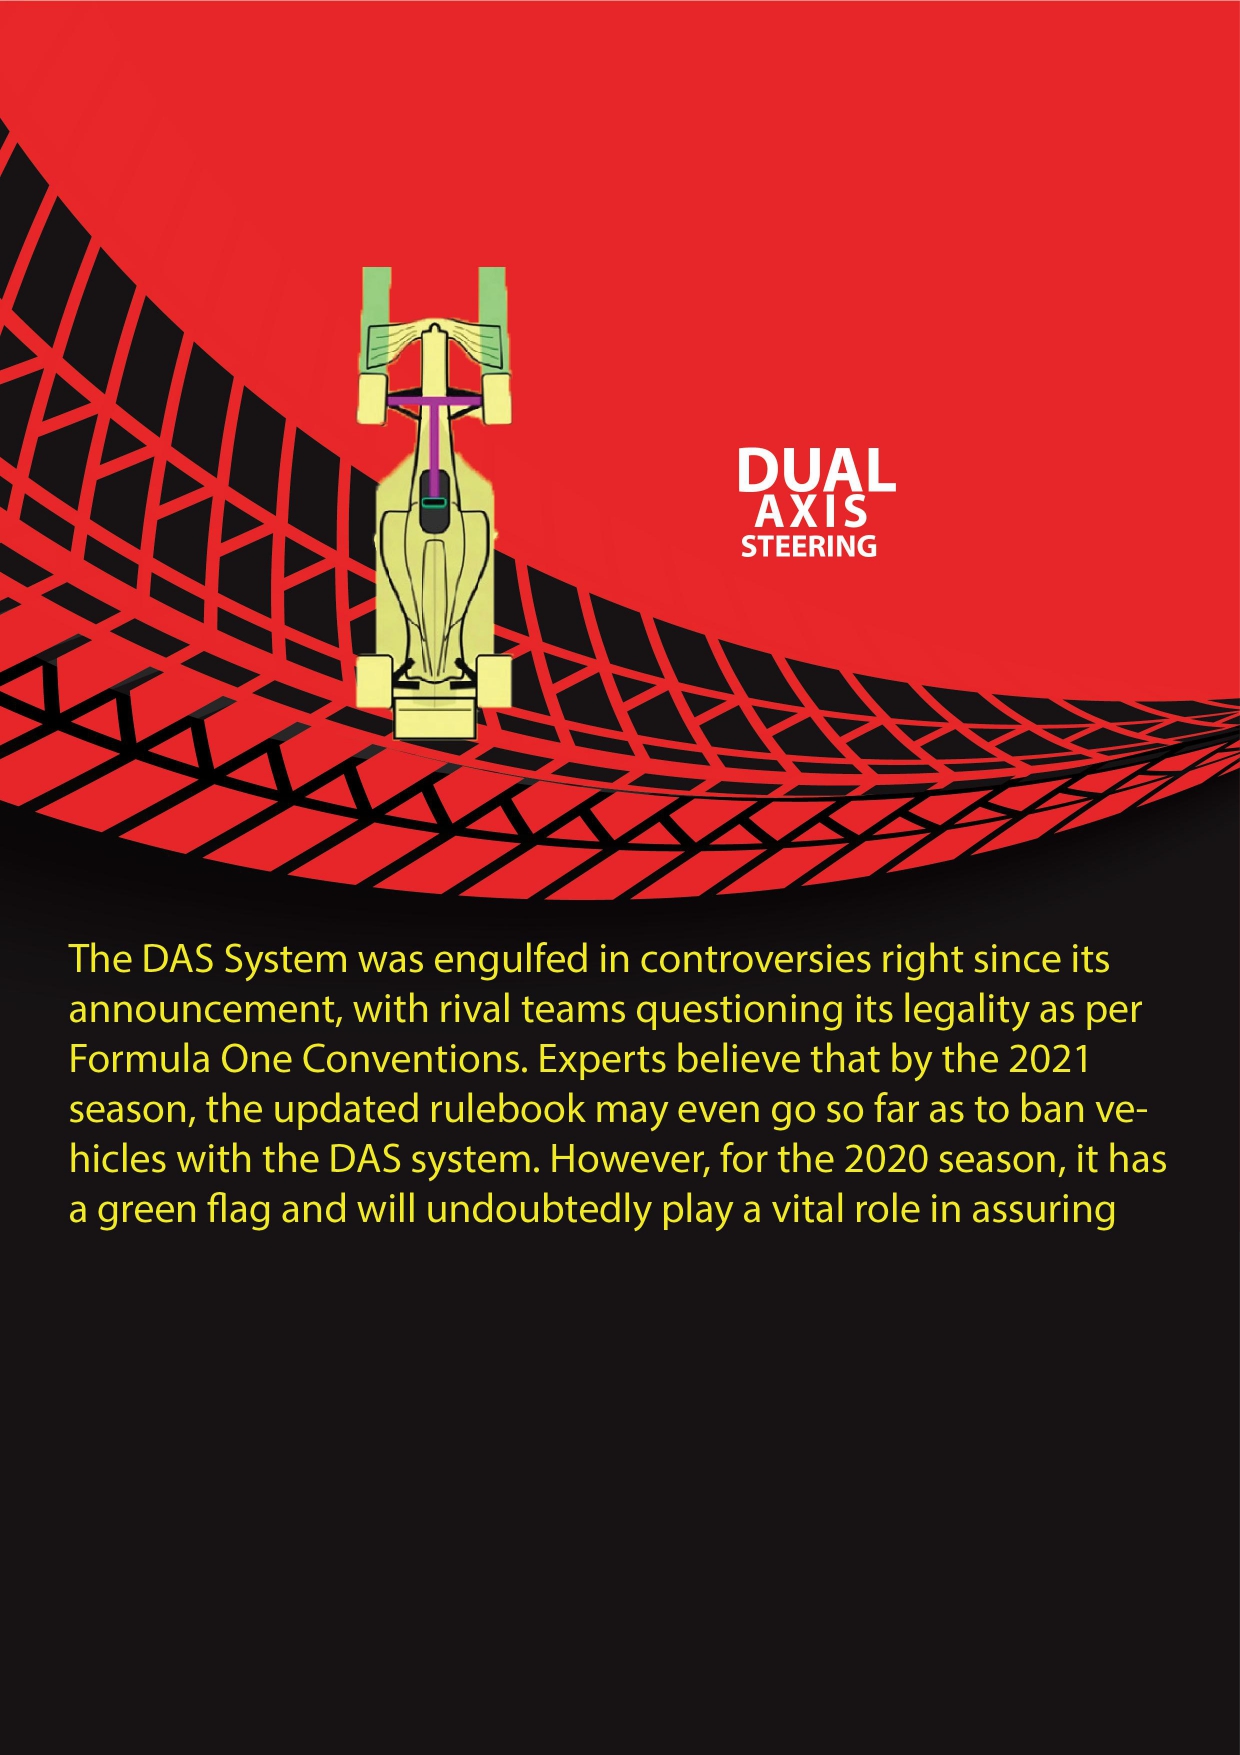 DUAL
AXIS
STEERING
The DAS System was engulfed in controversies right since its
announcement, with rival teams questioning its legality as per
Formula One Conventions. Experts believe that by the 2021
season, the updated rulebook may even go so far as to ban ve-
hicles with the DAS system. However, for the 2020 season, it has
a green flag and will undoubtedly play a vital role in assuring